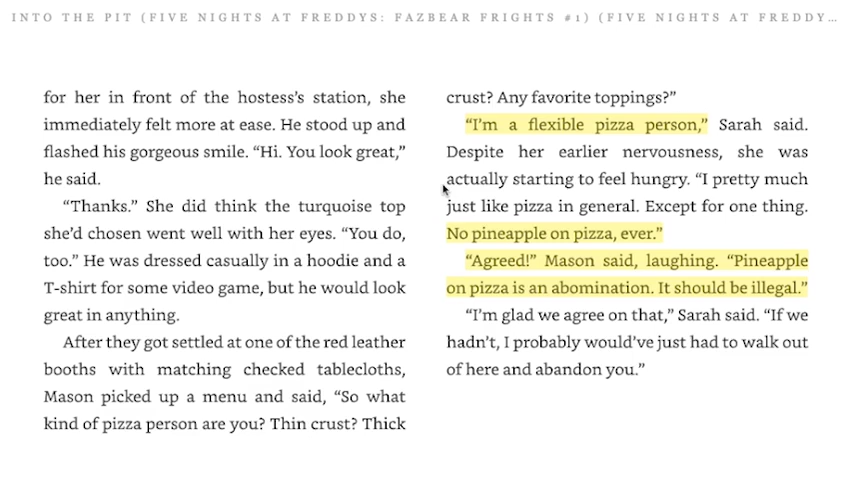 INTO THE PIT (FIVE NIGHTS AT FREDDYS: FAZBEAR FRIGHTS #1) (FIVE NIGHTS AT FREDDY...
for her in front of the hostess’s station, she
immediately felt more at ease. He stood up and
flashed his gorgeous smile. “Hi. You look great,”
he said.
“Thanks.” She did think the turquoise top
she’d chosen went well with her eyes. “You do,
too.” He was dressed casually in a hoodie and a
T-shirt for some video game, but he would look
great in anything.
After they got settled at one of the red leather
booths with matching checked tablecloths,
Mason picked up a menu and said, “So what
kind of pizza person are you? Thin crust? Thick
crust? Any favorite toppings?”
“I’m a flexible pizza person,” Sarah said.
Despite her earlier nervousness, she was
actually starting to feel hungry. “I pretty much
just like pizza in general. Except for one thing.
No pineapple on pizza, ever.”
“Agreed!” Mason said, laughing. “Pineapple
on pizza is an abomination. It should be illegal.”
“I’m glad we agree on that,” Sarah said. “If we
hadn’t, I probably would’ve just had to walk out
of here and abandon you.”